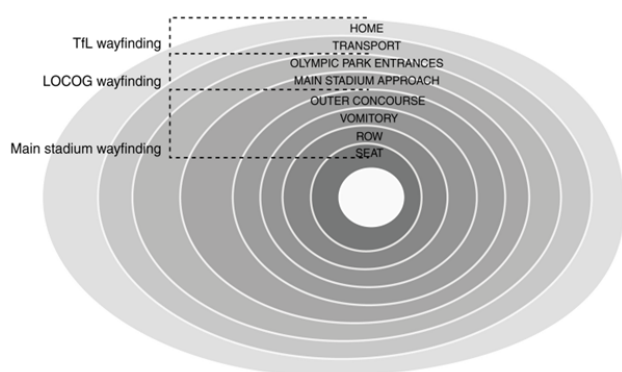 HOME
TfL wayfinding
TRANSPORT
OLYMPIC PARK ENTRANCES
LOCOG wayfinding
MAIN STADIUM APPROACH
OUTER CONCOURSE
VOMITORY
ROW
Main stadium wayfinding
SEAT